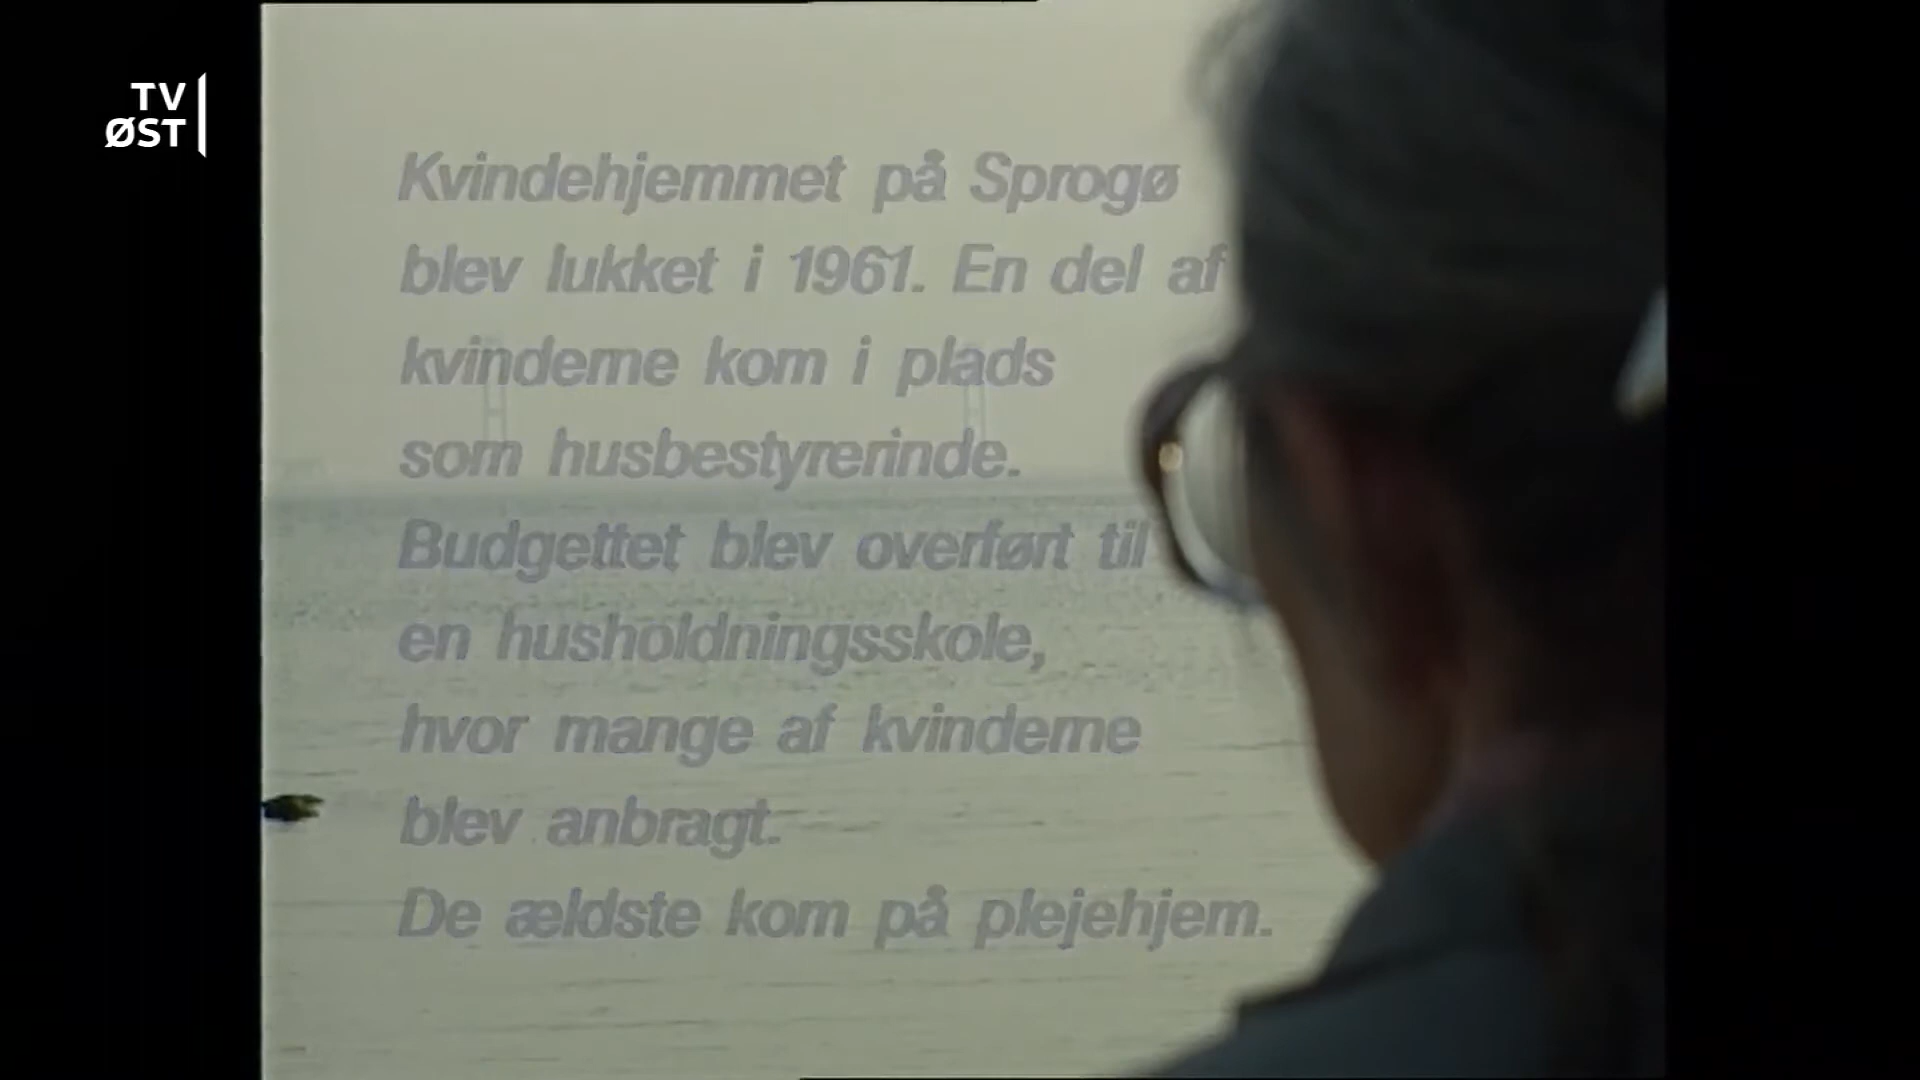 TV
ØST
Kvindehjemmet på Sprogø
blev lukket i 1961. En del af
kvinderne kom i plads
som husbestyrerinde.
Budgettet blev overført til
en husholdningsskole,
hvor mange af kvinderne
blev anbragt.
De ældste kom på plejehjem.